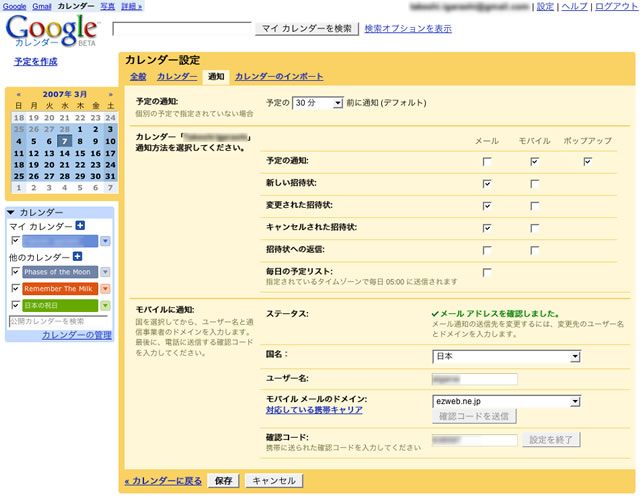 Google Gmail カレンダー 写真 詳細 »
| 設定 | ヘルプ | ログアウト
Google
カレンダー BETA
マイ カレンダーを検索 検索オプションを表示
予定を作成
« 2007年 3月 »
日 月 火 水 木 金 土
18 19 20 21 22 23 24
25 26 27 28 1 2 3
4 5 6 7 8 9 10
11 12 13 14 15 16 17
18 19 20 21 22 23 24
25 26 27 28 29 30 31
1 2 3 4 5 6 7
▼ カレンダー
マイ カレンダー
他のカレンダー
Phases of the Moon
Remember The Milk
日本の祝日
公開カレンダーを検索
カレンダーの管理
カレンダー設定
全般 カレンダー 通知 カレンダーのインポート
予定の通知:
個別の予定で指定されていない場合
予定の 30 分 前に通知 (デフォルト)
カレンダー「
通知方法を選択してください。
メール モバイル ポップアップ
予定の通知:
新しい招待状:
変更された招待状:
キャンセルされた招待状:
招待状への返信:
毎日の予定リスト:
指定されているタイムゾーンで毎日 05:00 に送信されます
モバイルに通知:
国を選択してから、ユーザー名と通
信事業者のドメインを入力します。
最後に、電話に送信する確認コード
を入力してください。
ステータス:
メール アドレスを確認しました。
メール通知の送信先を変更するには、変更先のユーザー名
とドメインを入力します。
国名:
日本
ユーザー名:
モバイル メールのドメイン:
対応している携帯キャリア
ezweb.ne.jp
確認コードを送信
確認コード:
携帯に送られた確認コードを入力してください
設定を終了
« カレンダーに戻る 保存 キャンセル